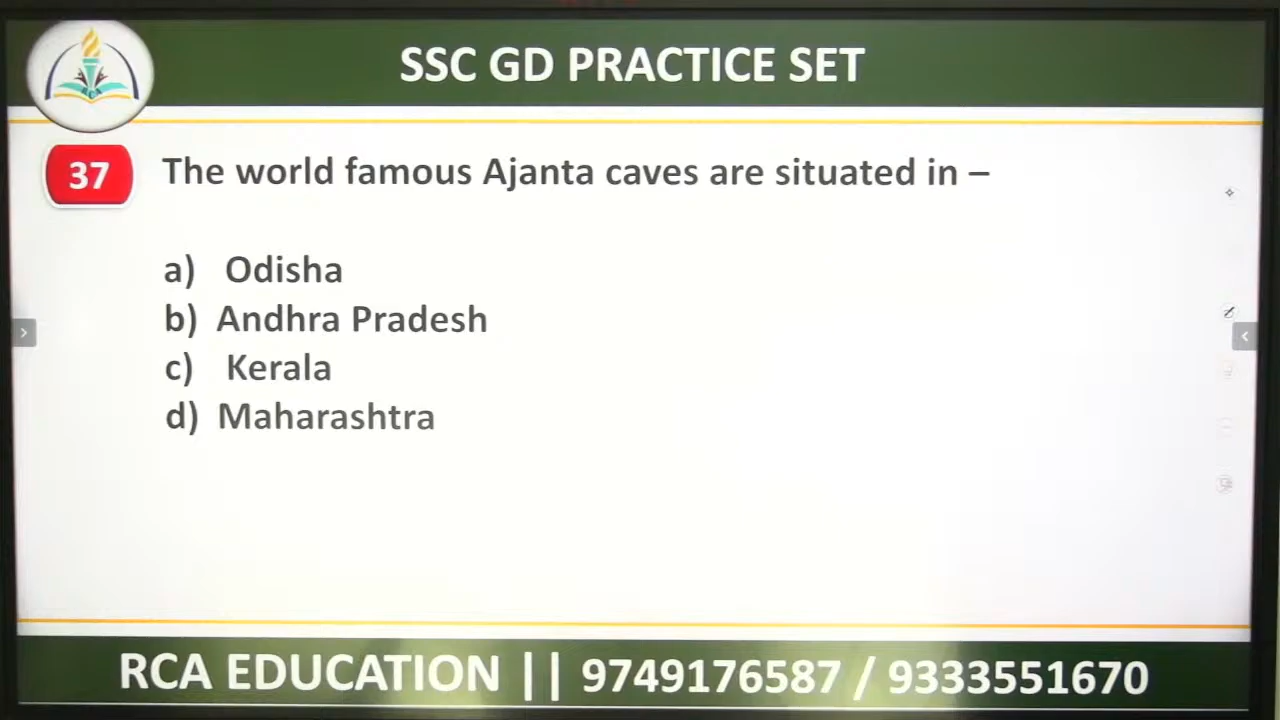 SSC GD PRACTICE SET
37 The world famous Ajanta caves are situated in –
a) Odisha
b) Andhra Pradesh
c) Kerala
d) Maharashtra
RCA EDUCATION || 9749176587 / 9333551670